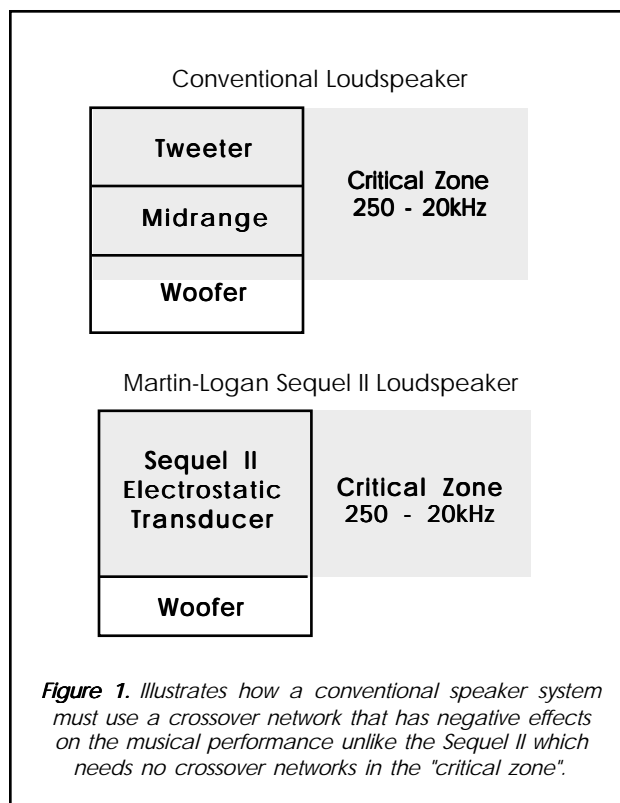 Conventional Loudspeaker
Tweeter
Midrange
Woofer
Critical Zone
250 - 20kHz
Martin-Logan Sequel II Loudspeaker
Sequel II
Electrostatic
Transducer
Woofer
Critical Zone
250 - 20kHz
Figure 1. Illustrates how a conventional speaker system
must use a crossover network that has negative effects
on the musical performance unlike the Sequel II which
needs no crossover networks in the "critical zone".